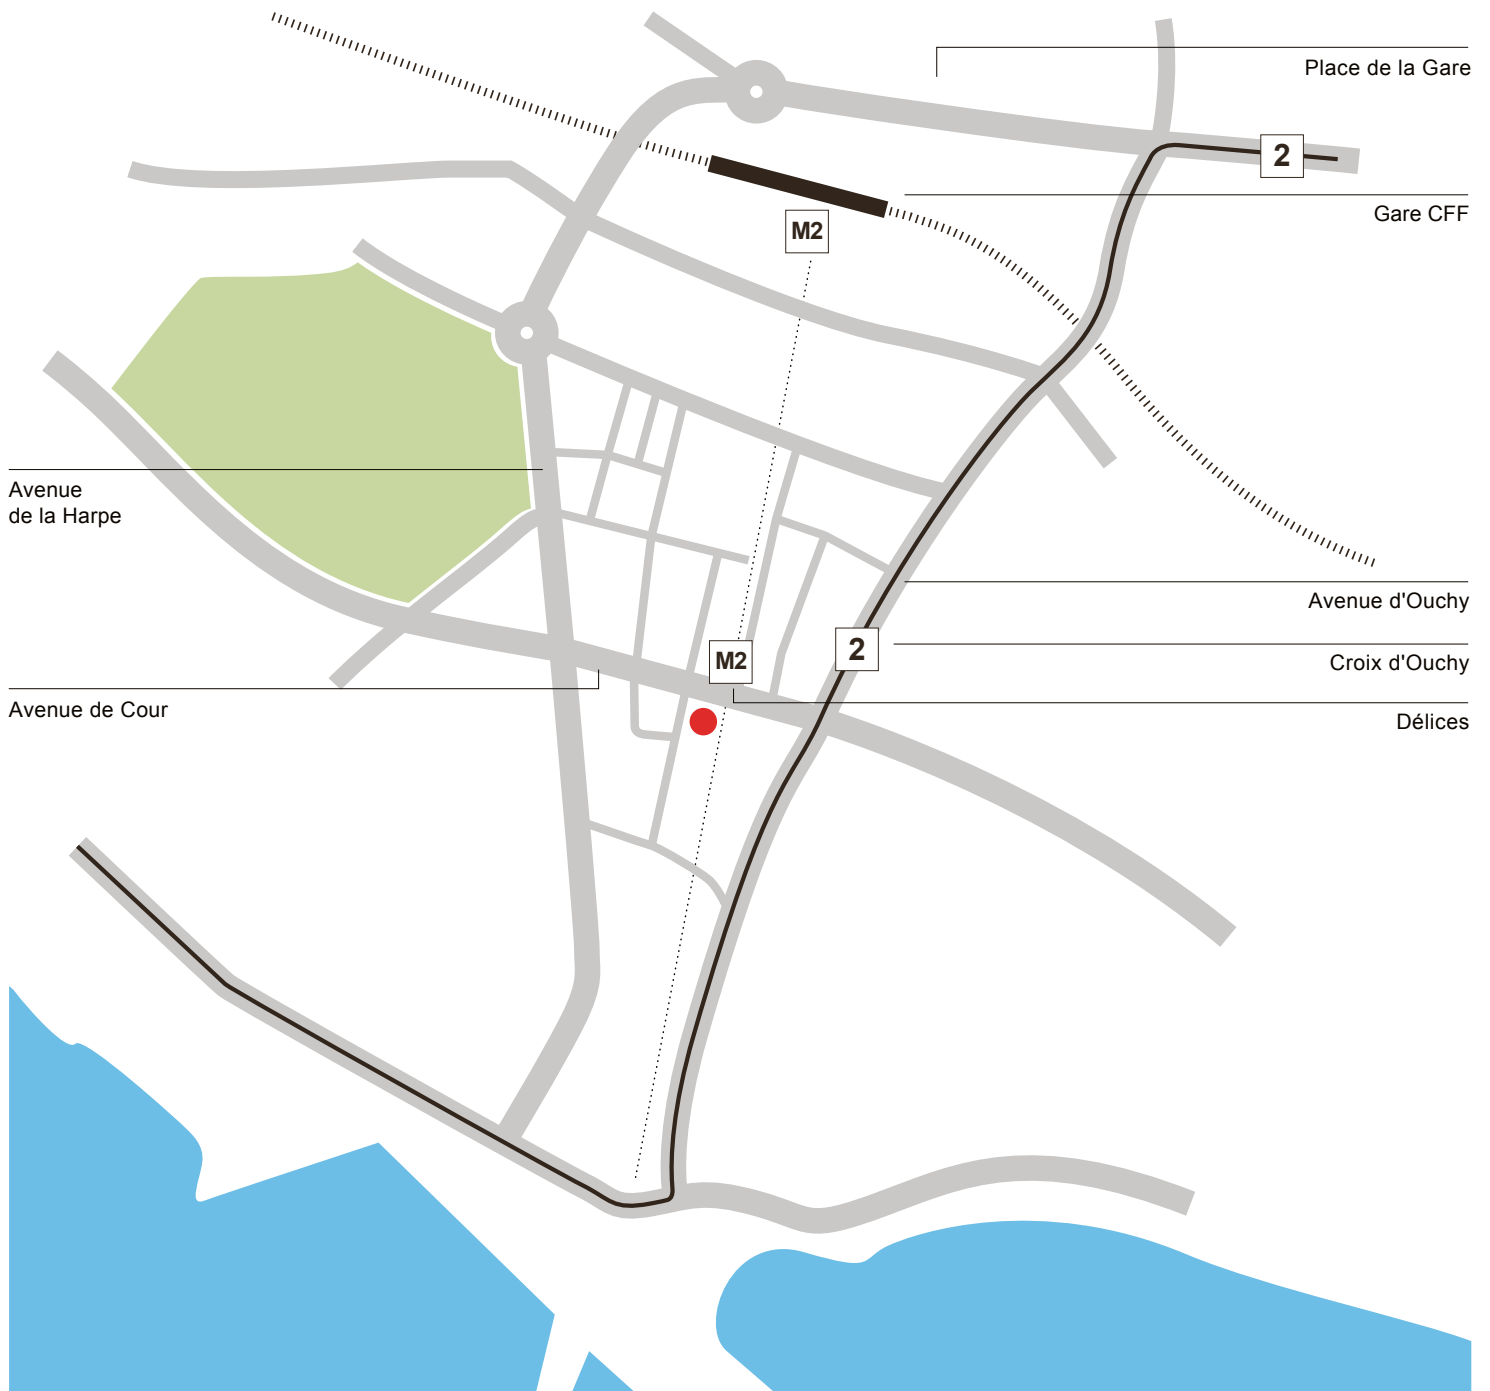 Place de la Gare
2
Gare CFF
M2
Avenue
de la Harpe
Avenue d'Ouchy
2
Croix d'Ouchy
M2
Avenue de Cour
Délices